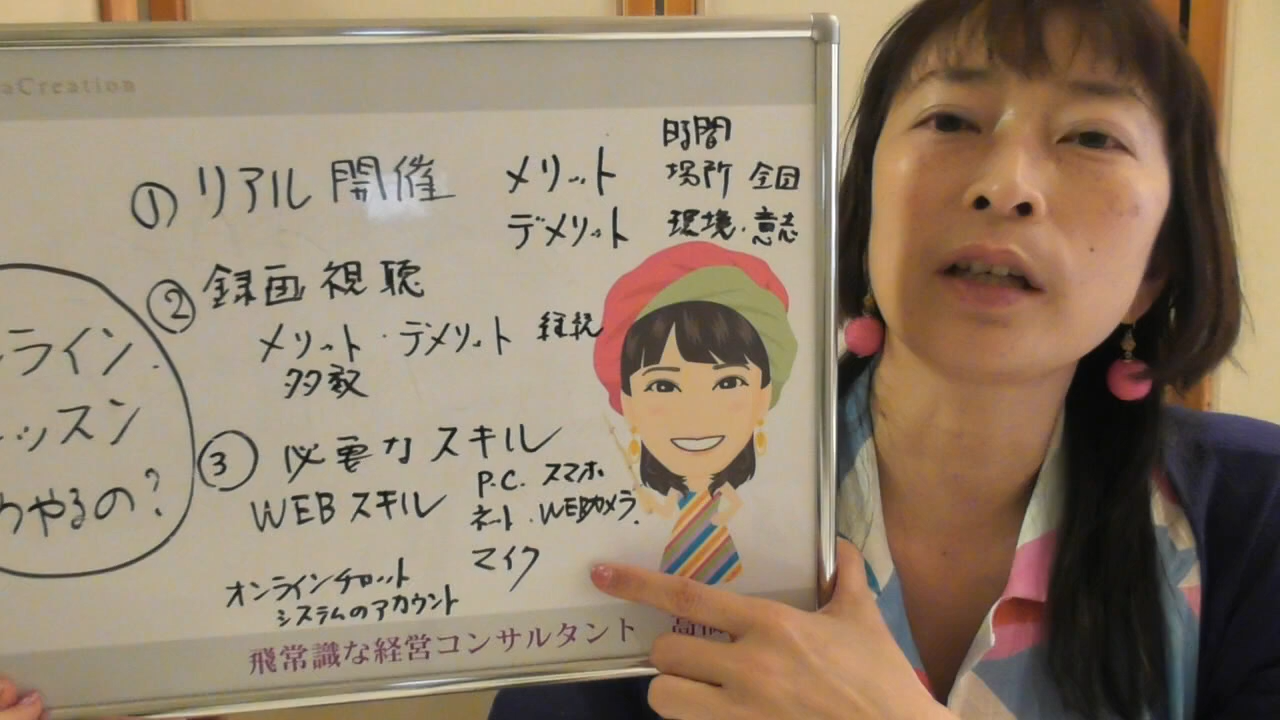 aCreation
のリアル開催
メリット
時間
場所 全国
デメリット
環境・意志
②録画視聴
メリット・デメリット 継続
多数
ライン
ッスン
やるの?
③必要なスキル
WEBスキル
P.C. スマホ
ネット・WEBカメラ
マイク
オンラインチャット
システムのアカウント
飛常識な経営コンサルタント